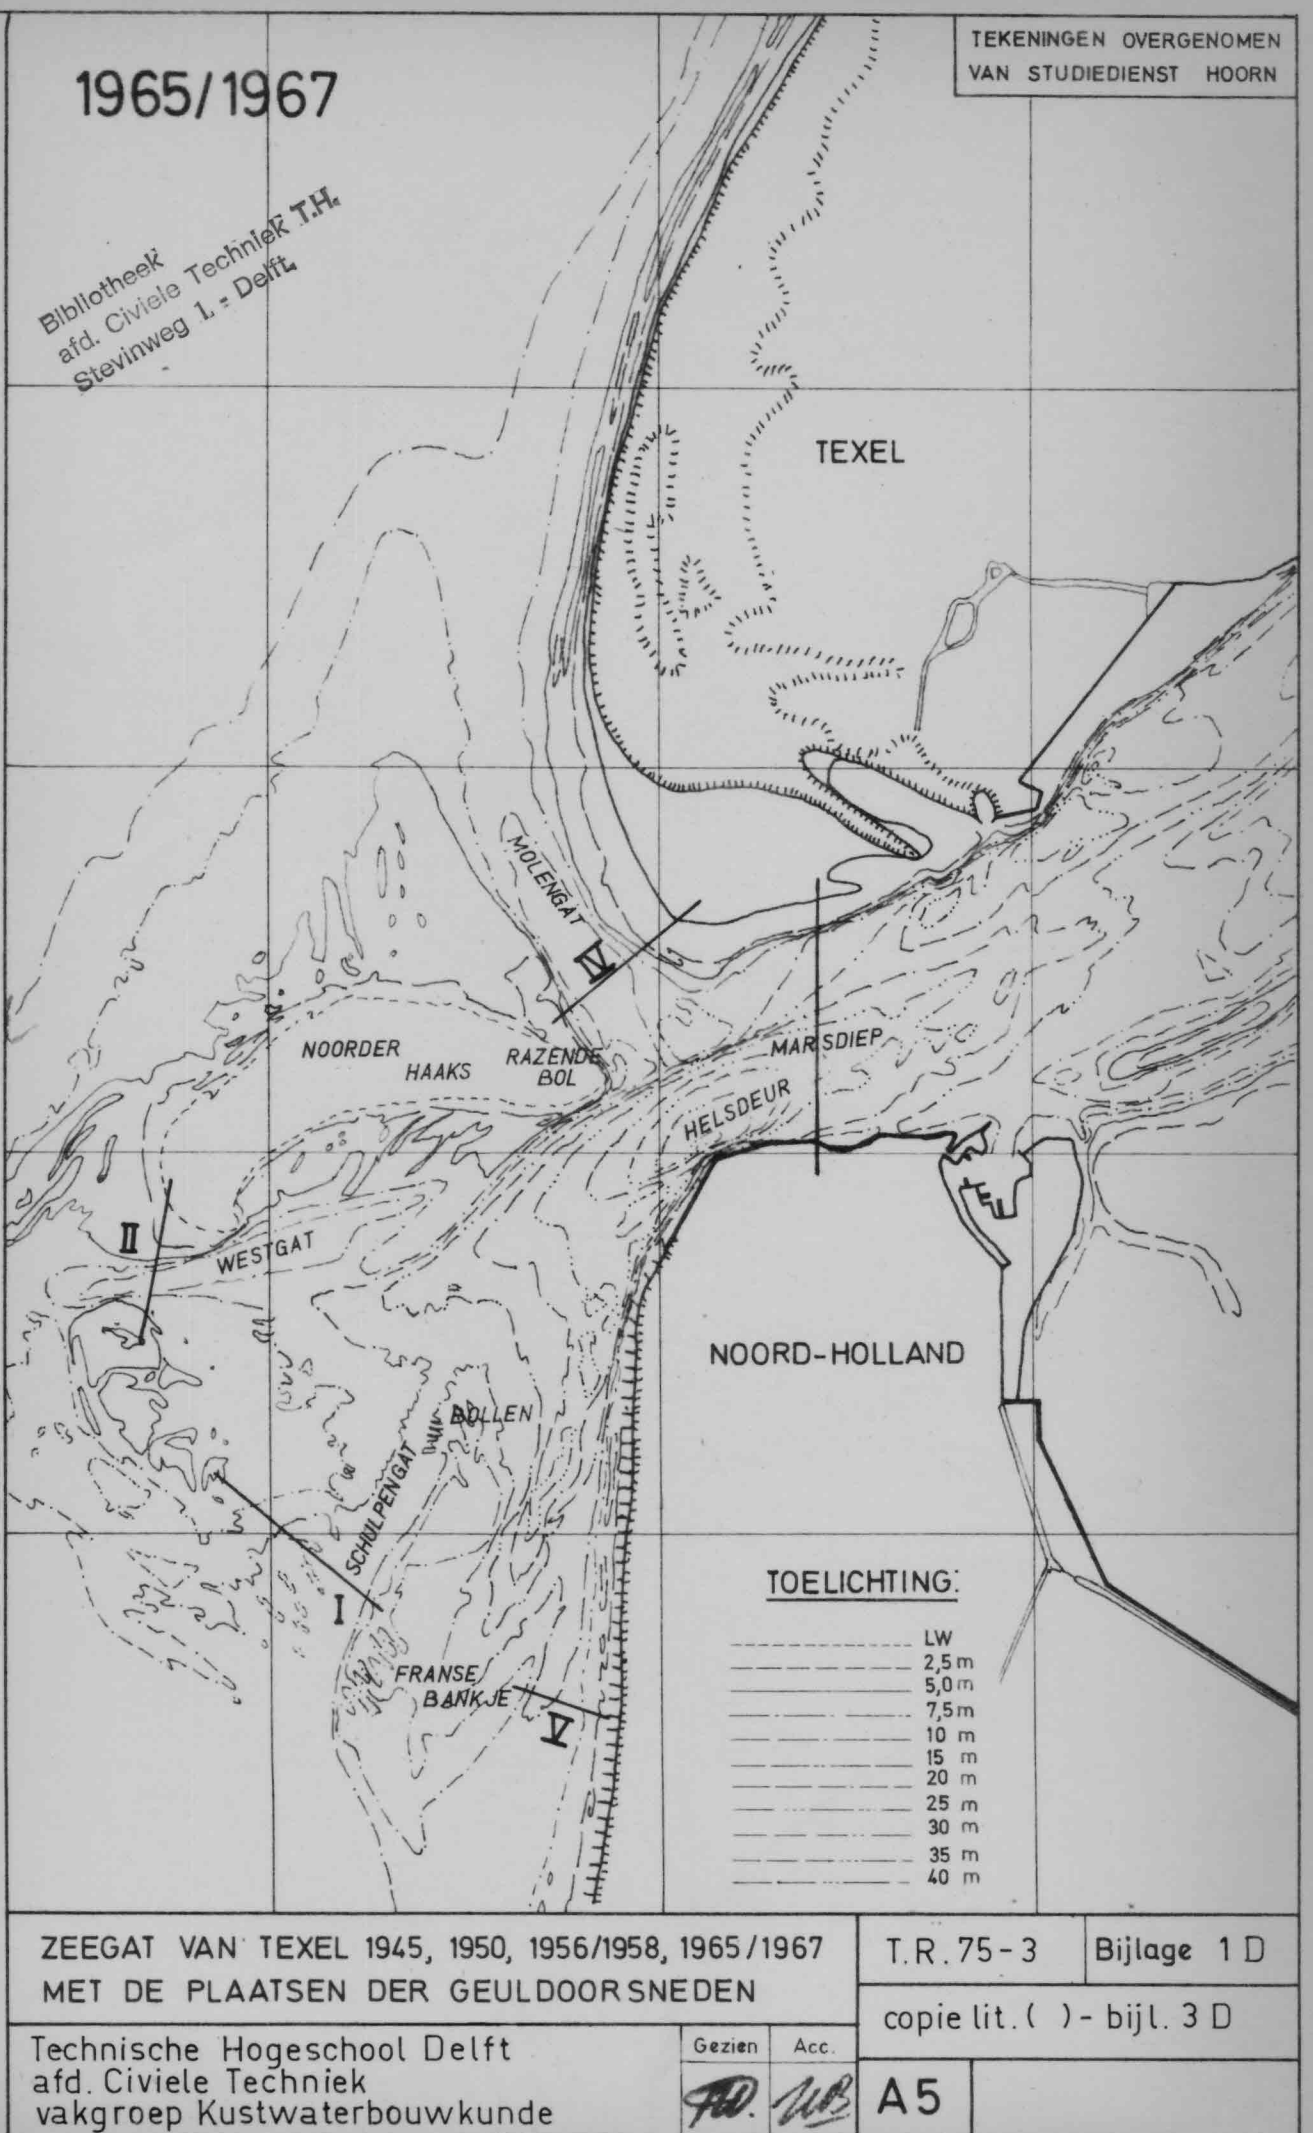 1965/1967
TEKENINGEN OVERGENOMEN
VAN STUDIEDIENST HOORN
Bibliotheek
afd. Civiele Techniek T.H.
Stevinweg 1 - Delft.
TEXEL
MOLENGAT
IV
NOORDER
HAAKS
RAZENDE
BOL
MARSDIEP
HELSDEUR
II
WESTGAT
NOORD-HOLLAND
BOLLEN
SCHULPENGAT
I
FRANSE
BANKJE
V
TOELICHTING:
LW
2,5 m
5,0 m
7,5 m
10 m
15 m
20 m
25 m
30 m
35 m
40 m
ZEEGAT VAN TEXEL 1945, 1950, 1956/1958, 1965/1967
MET DE PLAATSEN DER GEULDOORSNEDEN
T.R. 75-3
Bijlage 1 D
copie lit. ( ) - bijl. 3 D
Technische Hogeschool Delft
afd. Civiele Techniek
vakgroep Kustwaterbouwkunde
Gezien
Acc.
A5